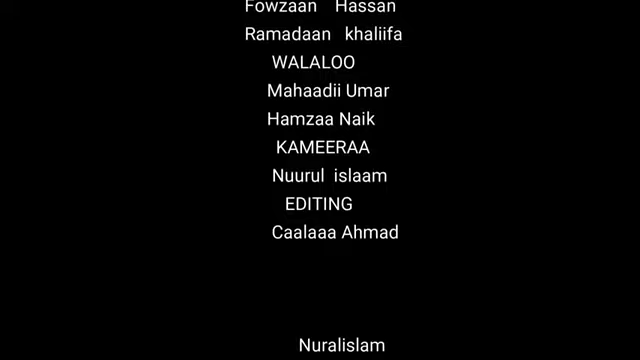 Fowzaan Hassan
Ramadaan khaliifa
WALALOO
Mahaadii Umar
Hamzaa Naik
KAMEERAA
Nuurul islaam
EDITING
Caalaaa Ahmad
Nuralislam